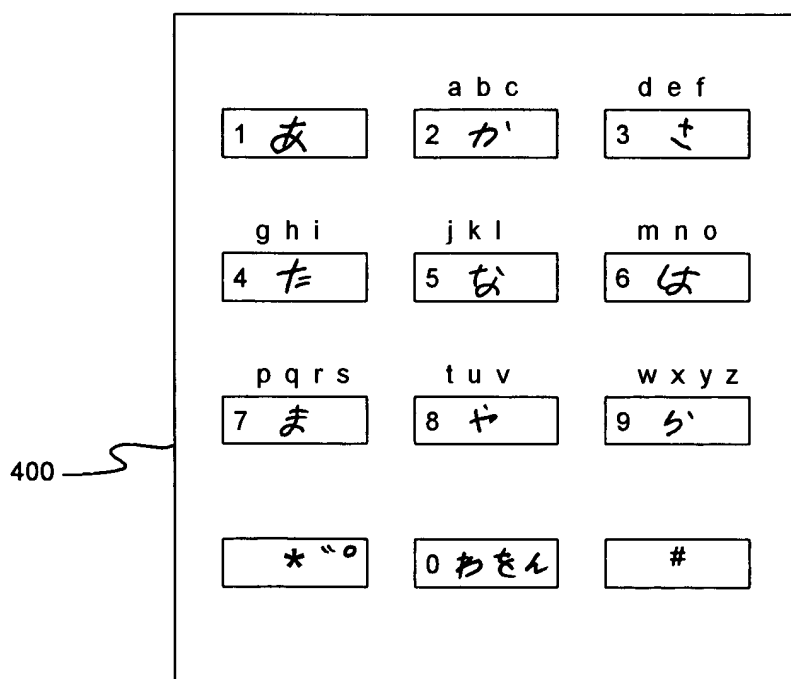 a b c d e f
1 あ 2 か 3 さ
g h i j k l m n o
4 た 5 な 6 は
p q r s t u v w x y z
7 ま 8 や 9 ら
400
* ゛゜ 0 わをん #